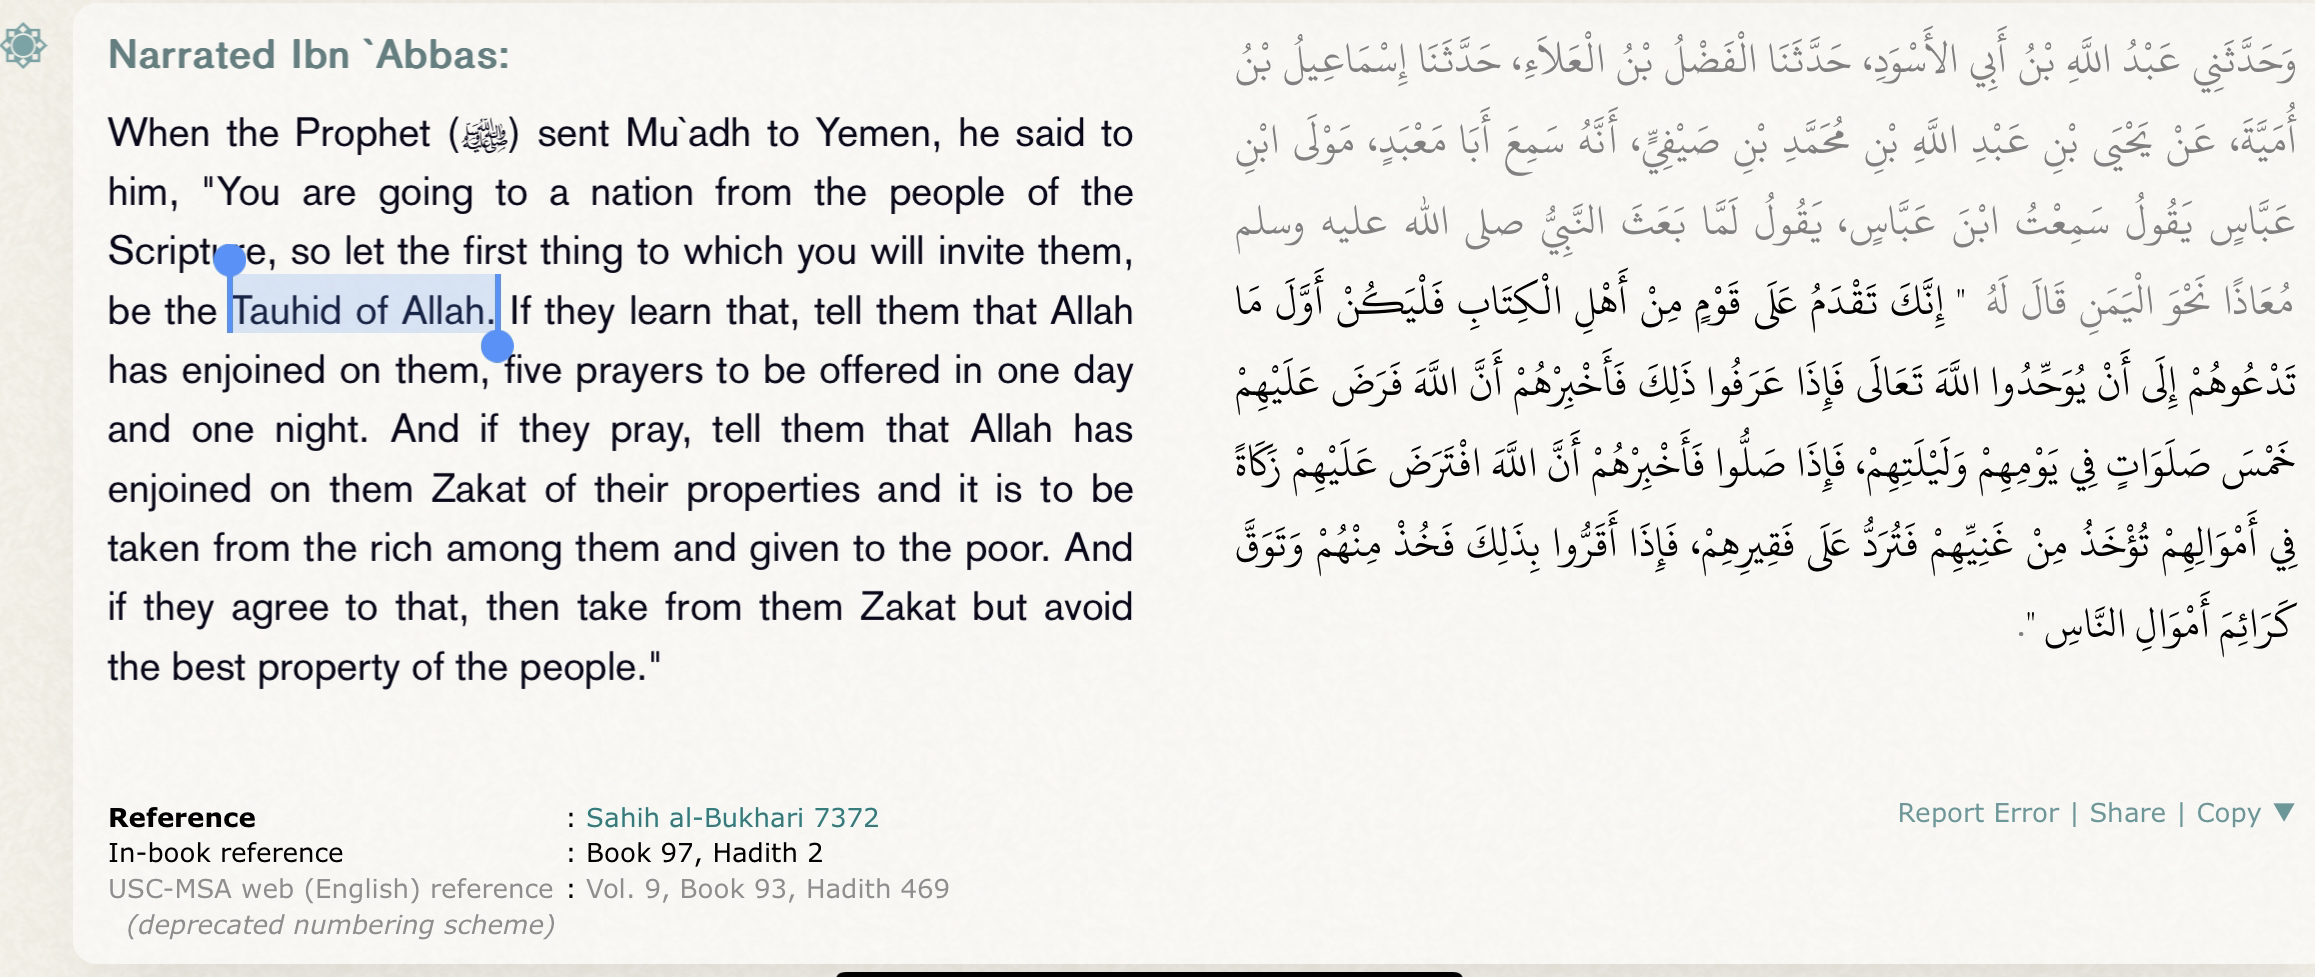 Narrated Ibn `Abbas:
When the Prophet (ﷺ) sent Mu`adh to Yemen, he said to
him, "You are going to a nation from the people of the
Scripture, so let the first thing to which you will invite them,
be the Tauhid of Allah. If they learn that, tell them that Allah
has enjoined on them, five prayers to be offered in one day
and one night. And if they pray, tell them that Allah has
enjoined on them Zakat of their properties and it is to be
taken from the rich among them and given to the poor. And
if they agree to that, then take from them Zakat but avoid
the best property of the people."
وَحَدَّثَنِي عَبْدُ اللَّهِ بْنُ أَبِي الأَسْوَدِ، حَدَّثَنَا الْفَضْلُ بْنُ الْعَلاَءِ، حَدَّثَنَا إِسْمَاعِيلُ بْنُ
أُمَيَّةَ، عَنْ يَحْيَى بْنِ عَبْدِ اللَّهِ بْنِ مُحَمَّدِ بْنِ صَيْفِيٍّ، أَنَّهُ سَمِعَ أَبَا مَعْبَدٍ، مَوْلَى ابْنِ
عَبَّاسٍ يَقُولُ سَمِعْتُ ابْنَ عَبَّاسٍ، يَقُولُ لَمَّا بَعَثَ النَّبِيُّ صلى الله عليه وسلم
مُعَاذًا نَحْوَ الْيَمَنِ قَالَ لَهُ " إِنَّكَ تَقْدَمُ عَلَى قَوْمٍ مِنْ أَهْلِ الْكِتَابِ فَلْيَكُنْ أَوَّلَ مَا
تَدْعُوهُمْ إِلَى أَنْ يُوَحِّدُوا اللَّهَ تَعَالَى فَإِذَا عَرَفُوا ذَلِكَ فَأَخْبِرْهُمْ أَنَّ اللَّهَ فَرَضَ عَلَيْهِمْ
خَمْسَ صَلَوَاتٍ فِي يَوْمِهِمْ وَلَيْلَتِهِمْ، فَإِذَا صَلُّوا فَأَخْبِرْهُمْ أَنَّ اللَّهَ افْتَرَضَ عَلَيْهِمْ زَكَاةً
فِي أَمْوَالِهِمْ تُؤْخَذُ مِنْ غَنِيِّهِمْ فَتُرَدُّ عَلَى فَقِيرِهِمْ، فَإِذَا أَقَرُّوا بِذَلِكَ فَخُذْ مِنْهُمْ وَتَوَقَّ
كَرَائِمَ أَمْوَالِ النَّاسِ ".
Reference : Sahih al-Bukhari 7372
In-book reference : Book 97, Hadith 2
USC-MSA web (English) reference : Vol. 9, Book 93, Hadith 469
(deprecated numbering scheme)
Report Error | Share | Copy ▼